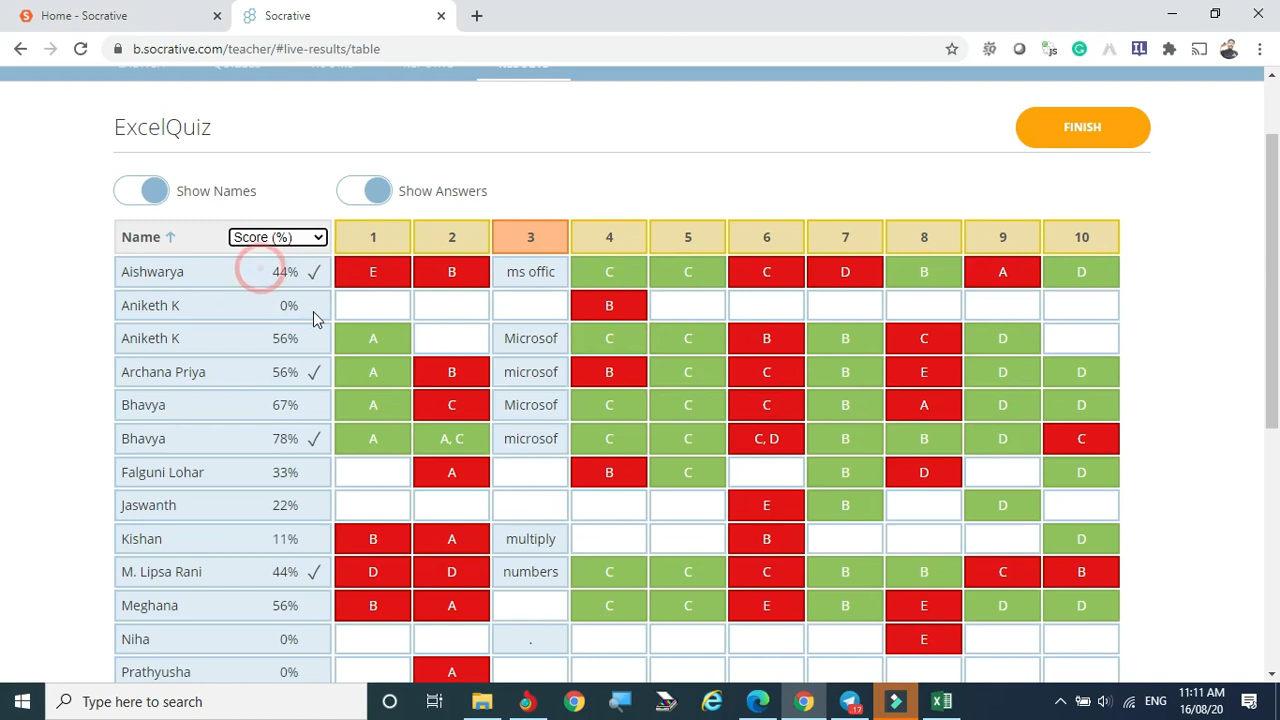 Home - Socrative
Socrative
b.socrative.com/teacher/#live-results/table
ExcelQuiz
FINISH
Show Names
Show Answers
Name Score (%) 1 2 3 4 5 6 7 8 9 10
Aishwarya 44% ✓ E B ms offic C C C D B A D
Aniketh K 0% B
Aniketh K 56% A Microsof C C B B C D
Archana Priya 56% ✓ A B microsof B C C B E D D
Bhavya 67% A C Microsof C C C B A D D
Bhavya 78% ✓ A A, C microsof C C C, D B B D C
Falguni Lohar 33% A B C B D D
Jaswanth 22% E B D
Kishan 11% B A multiply B D
M. Lipsa Rani 44% ✓ D D numbers C C C B B C B
Meghana 56% B A C C E B E D D
Niha 0% . E
Prathyusha 0% A
Type here to search
17
ENG
11:11 AM
16/08/20